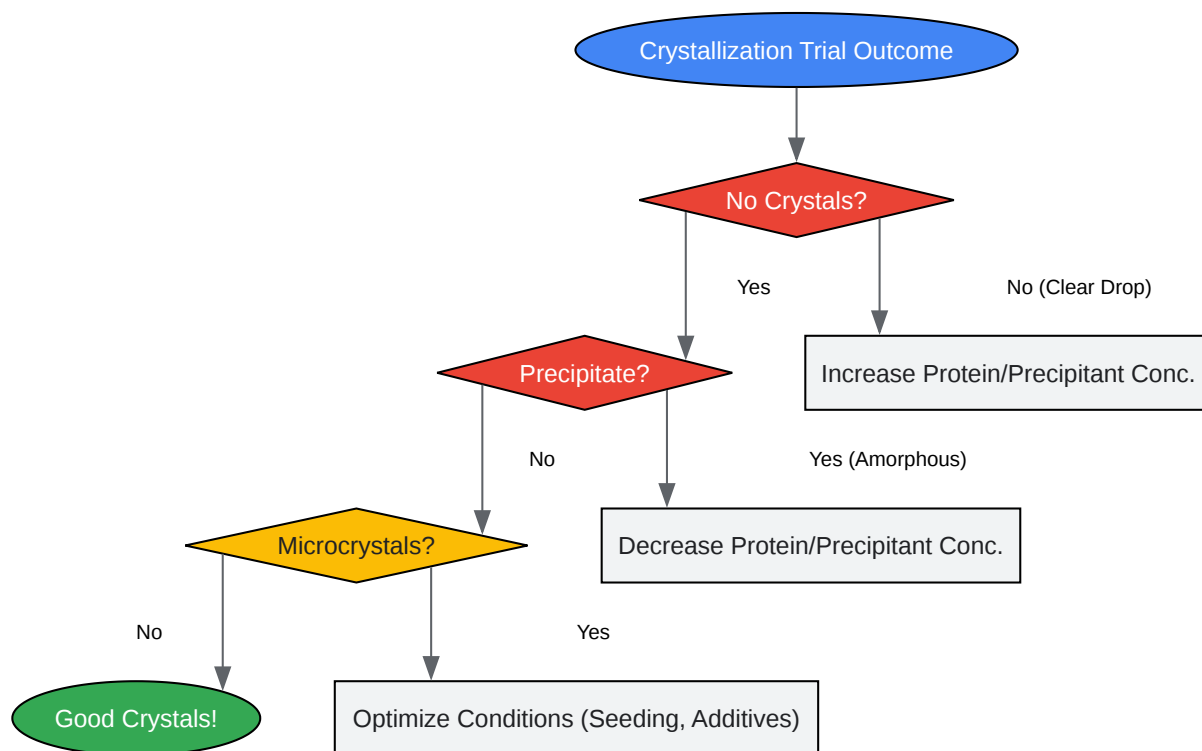 Crystallization Trial Outcome
No Crystals?
Yes
No (Clear Drop)
Precipitate?
Increase Protein/Precipitant Conc.
No
Yes (Amorphous)
Microcrystals?
Decrease Protein/Precipitant Conc.
No
Yes
Good Crystals!
Optimize Conditions (Seeding, Additives)